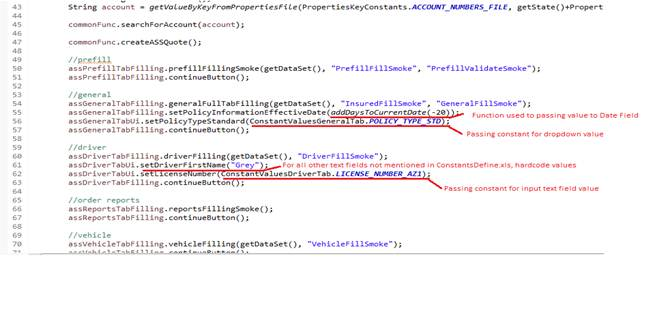 43 String account = getValueByKeyFromPropertiesFile(PropertiesKeyConstants.ACCOUNT_NUMBERS_FILE, getState()+Propert
44
45 commonFunc.searchForAccount(account);
46
47 commonFunc.createASSQuote();
48
49 //prefill
50 assPrefillTabFilling.prefillFillingSmoke(getDataSet(), "PrefillFillSmoke", "PrefillValidateSmoke");
51 assPrefillTabFilling.continueButton();
52
53 //general
54 assGeneralTabFilling.generalFullTabFilling(getDataSet(), "InsuredFillSmoke", "GeneralFillSmoke");
55 assGeneralTabFilling.setPolicyInformationEffectiveDate(addDaysToCurrentDate(-20)); Function used to passing value to Date Field
56 assGeneralTabUi.setPolicyTypeStandard(ConstantValuesGeneralTab.POLICY_TYPE_STD);
57 assGeneralTabFilling.continueButton(); Passing constant for dropdown value
58
59 //driver
60 assDriverTabFilling.driverFilling(getDataSet(), "DriverFillSmoke");
61 assDriverTabUi.setDriverFirstName("Grey"); For all other text fields not mentioned in ConstantsDefine.xls, hardcode values
62 assDriverTabUi.setLicenseNumber(ConstantValuesDriverTab.LICENSE_NUMBER_AZ1);
63 assDriverTabFilling.continueButton(); Passing constant for input text field value
64
65 //order reports
66 assReportsTabFilling.reportsFillingSmoke();
67 assReportsTabFilling.continueButton();
68
69 //vehicle
70 assVehicleTabFilling.vehicleFilling(getDataSet(), "VehicleFillSmoke");
71 assVehicleTabFilling.continueButton();